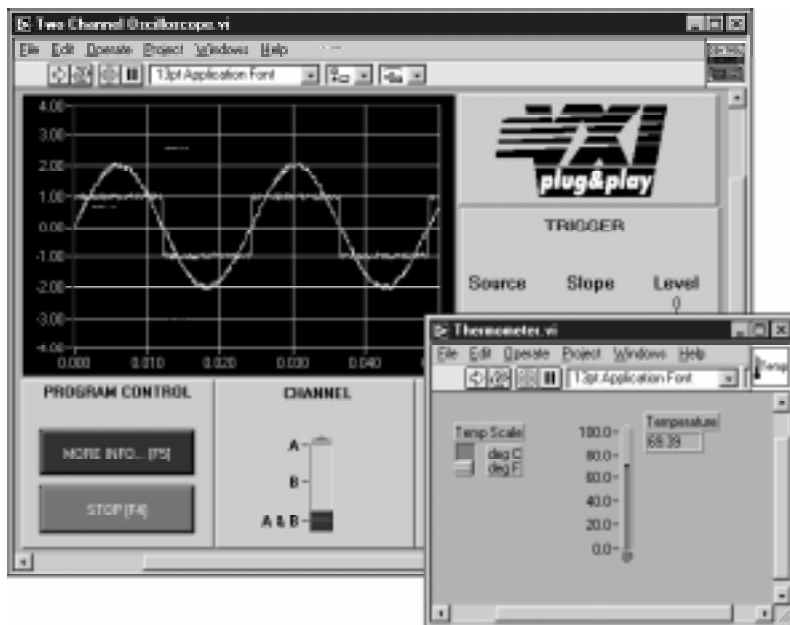 Two Channel Oscilloscope.vi
File Edit Operate Project Windows Help
13pt Application Font
4.00
3.00
2.00
1.00
0.00
-1.00
-2.00
-3.00
-4.00
0.000 0.010 0.020 0.030 0.040
VXI
plug&play
TRIGGER
Source Slope Level
PROGRAM CONTROL
MORE INFO... [F5]
STOP [F4]
CHANNEL
A
B
A & B
Thermometer.vi
File Edit Operate Project Windows Help
13pt Application Font
Temp
Temp Scale
deg C
deg F
100.0
80.0
60.0
40.0
20.0
0.0
Temperature
69.39